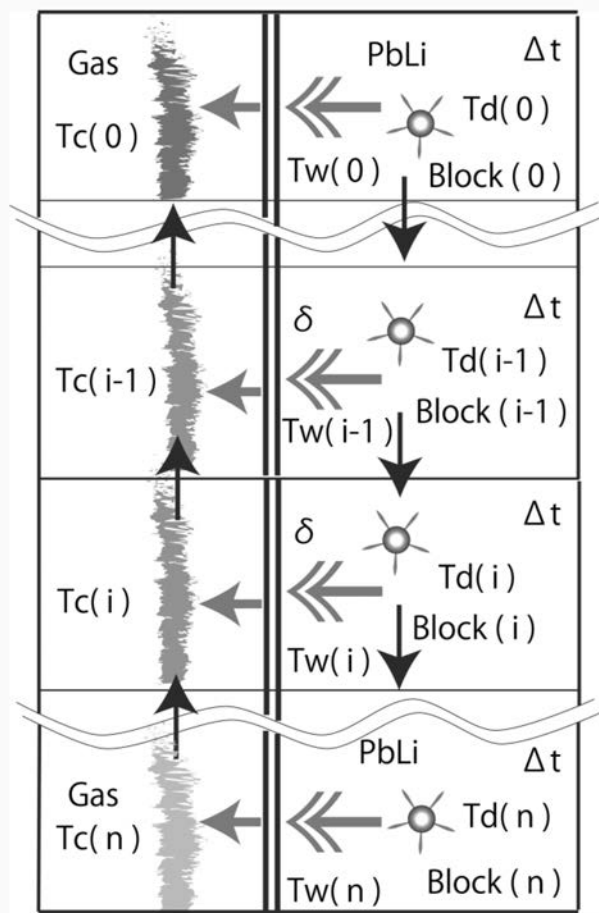 Gas
Tc(0)
PbLi
Δt
Td(0)
Tw(0)
Block(0)
Tc(i-1)
δ
Δt
Td(i-1)
Tw(i-1)
Block(i-1)
Tc(i)
δ
Δt
Td(i)
Tw(i)
Block(i)
Gas
Tc(n)
PbLi
Δt
Td(n)
Tw(n)
Block(n)